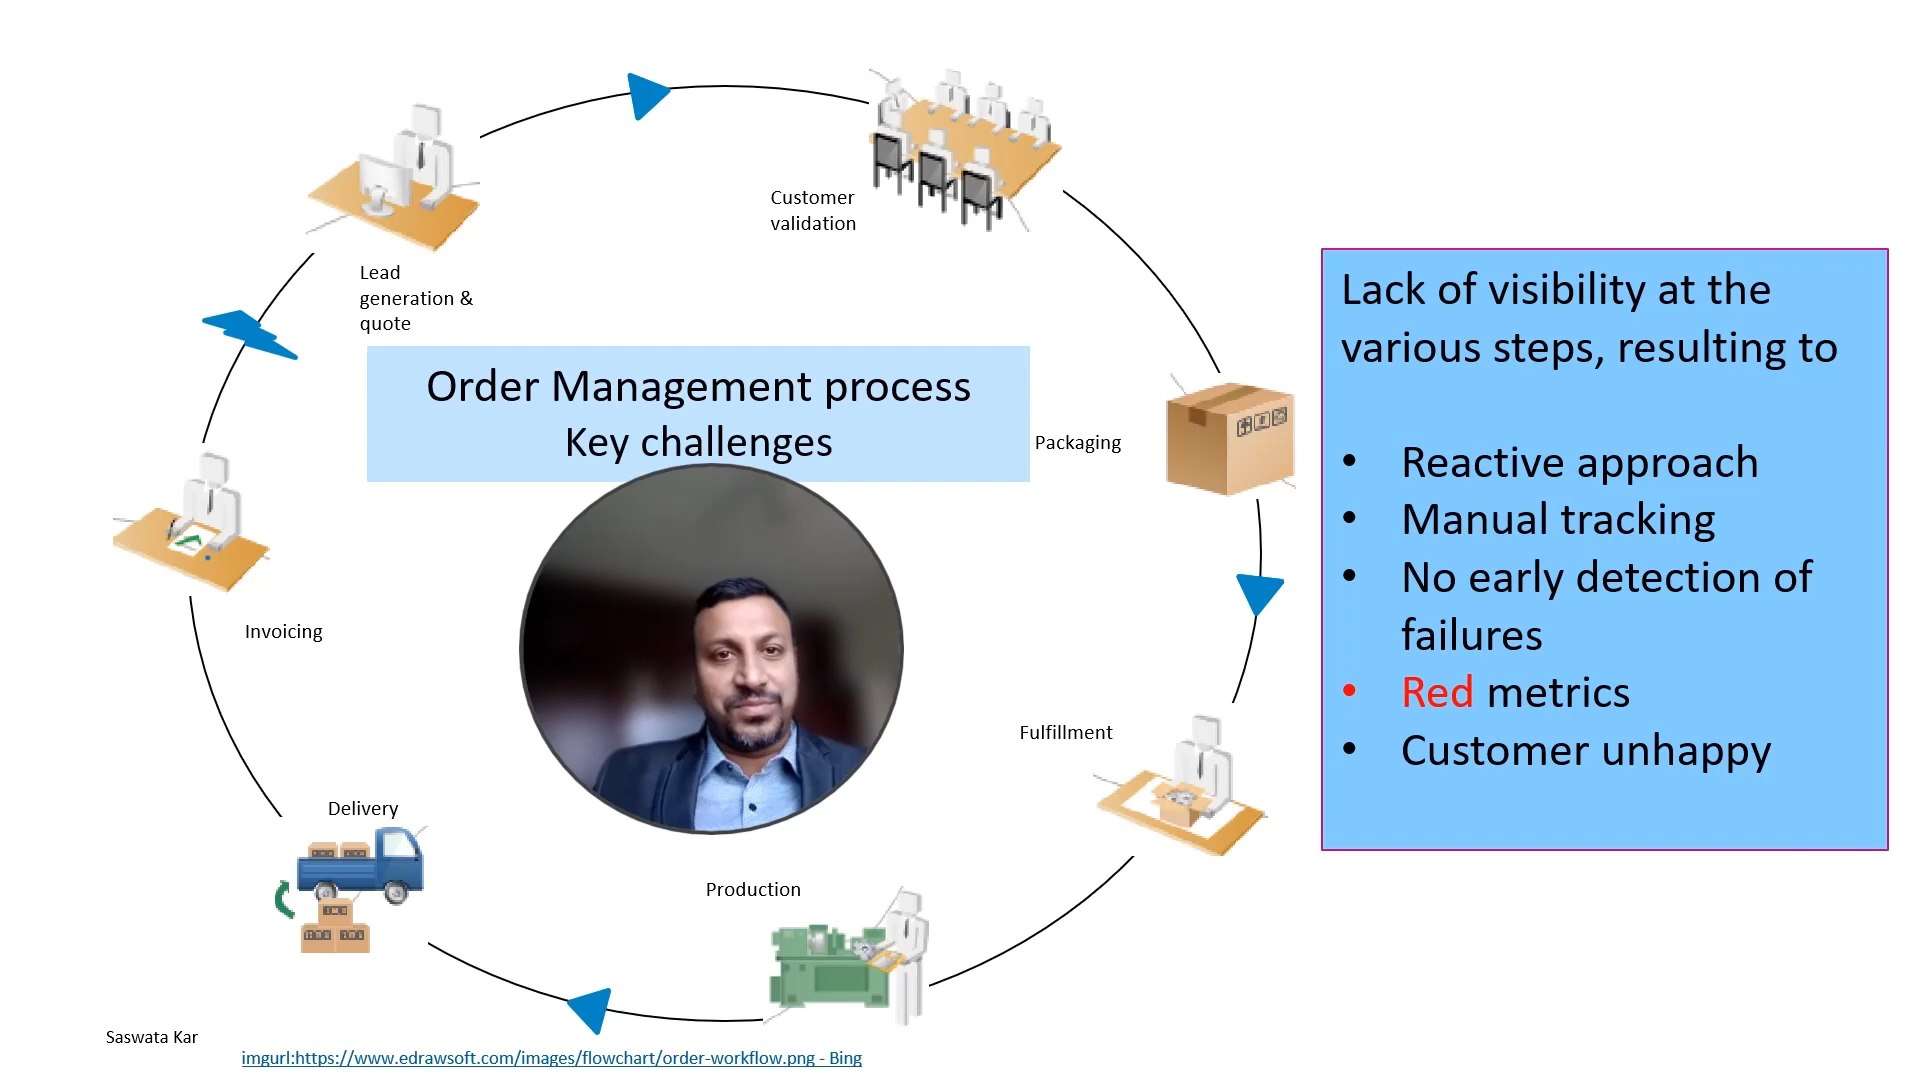 Customer
validation
Lead
generation &
quote
Order Management process
Key challenges
Packaging
Lack of visibility at the
various steps, resulting to
• Reactive approach
• Manual tracking
• No early detection of
failures
• Red metrics
• Customer unhappy
Invoicing
Fulfillment
Delivery
Production
Saswata Kar
imgurl:https://www.edrawsoft.com/images/flowchart/order-workflow.png - Bing